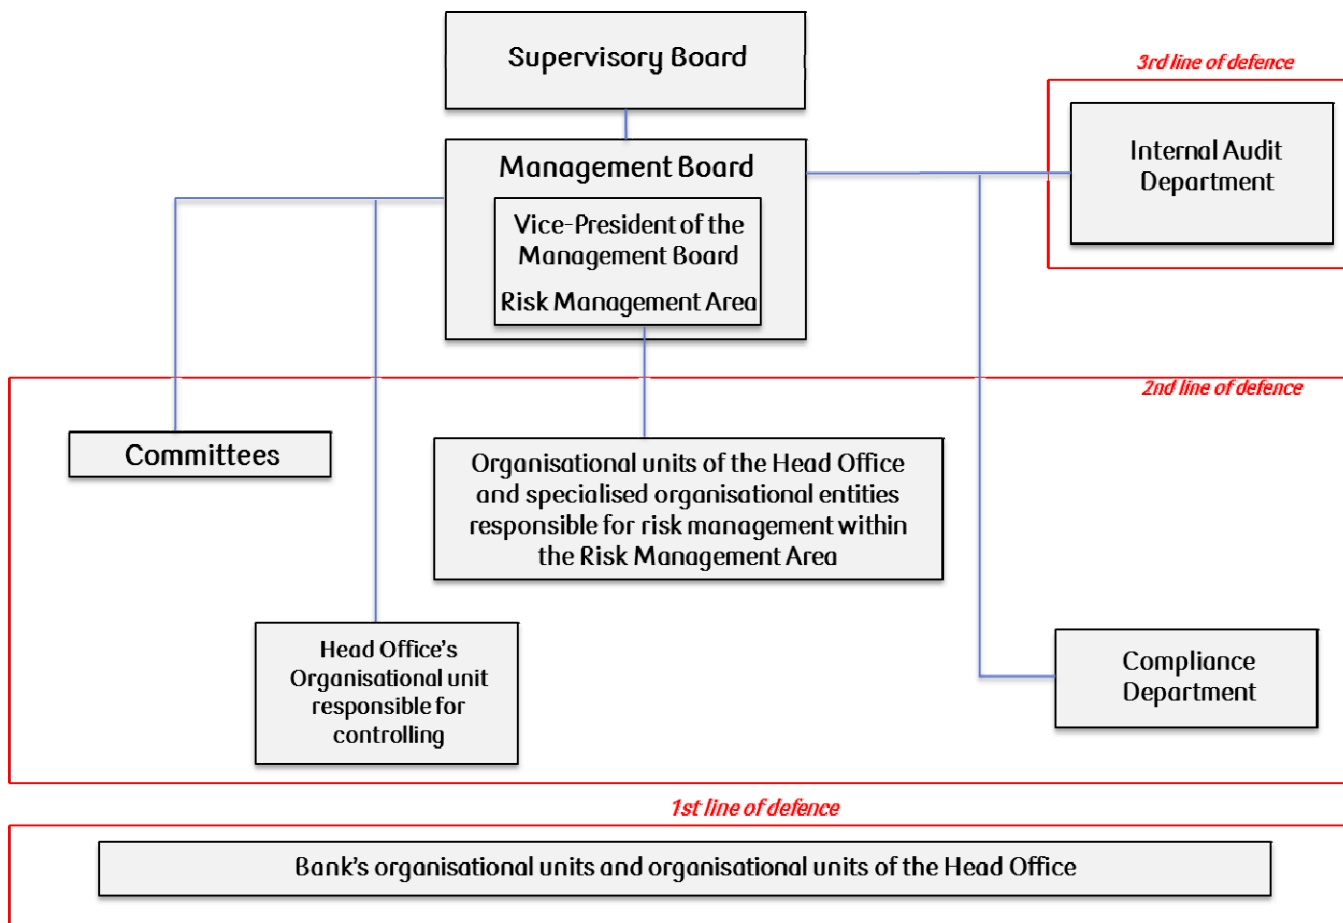 Supervisory Board
3rd line of defence
Internal Audit
Department
Management Board
Vice-President of the
Management Board
Risk Management Area
2nd line of defence
Committees
Organisational units of the Head Office
and specialised organisational entities
responsible for risk management within
the Risk Management Area
Head Office's
Organisational unit
responsible for
controlling
Compliance
Department
1st line of defence
Bank's organisational units and organisational units of the Head Office